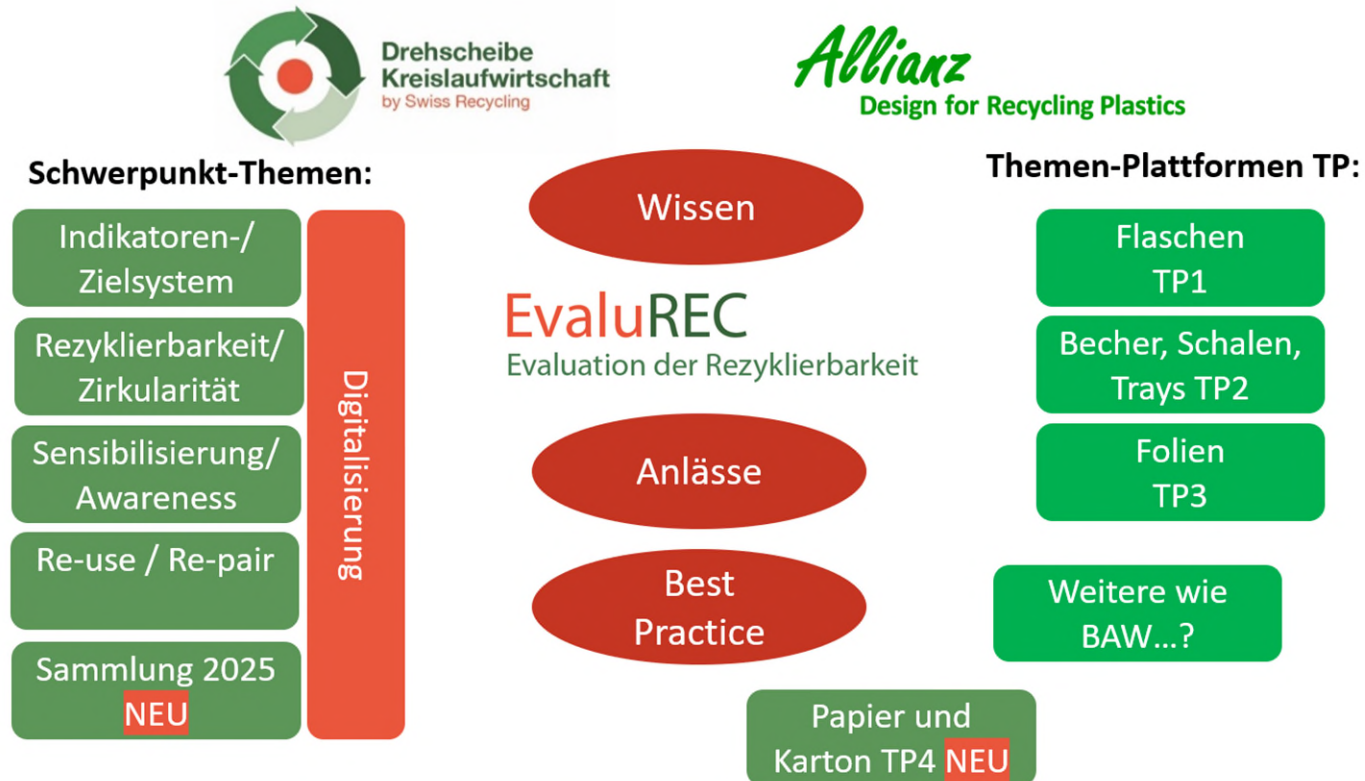 Drehscheibe
Kreislaufwirtschaft
by Swiss Recycling
Allianz
Design for Recycling Plastics
Schwerpunkt-Themen:
Indikatoren-/
Zielsystem
Rezyklierbarkeit/
Zirkularität
Sensibilisierung/
Awareness
Re-use / Re-pair
Sammlung 2025
NEU
Digitalisierung
Wissen
EvaluREC
Evaluation der Rezyklierbarkeit
Anlässe
Best
Practice
Themen-Plattformen TP:
Flaschen
TP1
Becher, Schalen,
Trays TP2
Folien
TP3
Weitere wie
BAW...?
Papier und
Karton TP4 NEU